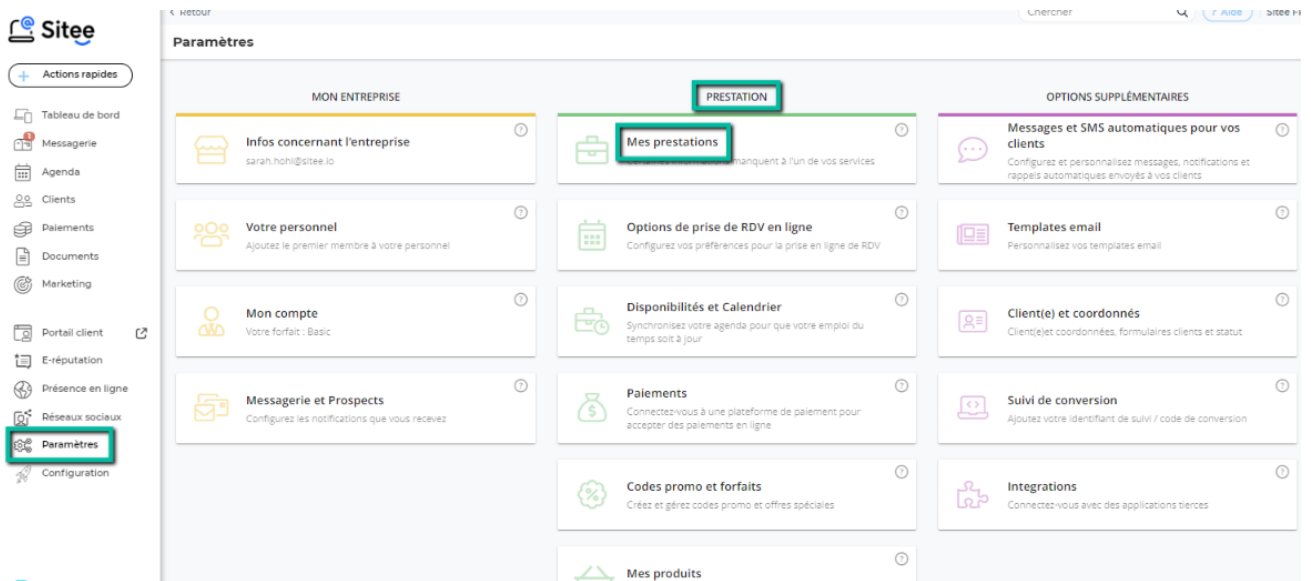 Sitee
Actions rapides
Tableau de bord
1
Messagerie
Agenda
Clients
Paiements
Documents
Marketing
Portail client
E-réputation
Présence en ligne
Réseaux sociaux
Paramètres
Configuration
< Retour
Chercher
? Aide
Sitee
Paramètres
MON ENTREPRISE
Infos concernant l'entreprise
sarah.hohl@sitee.io
Votre personnel
Ajoutez le premier membre à votre personnel
Mon compte
Votre forfait : Basic
Messagerie et Prospects
Configurez les notifications que vous recevez
PRESTATION
Mes prestations
manquent à l'un de vos services
Options de prise de RDV en ligne
Configurez vos préférences pour la prise en ligne de RDV
Disponibilités et Calendrier
Synchronisez votre agenda pour que votre emploi du
temps soit à jour
Paiements
Connectez-vous à une plateforme de paiement pour
accepter des paiements en ligne
Codes promo et forfaits
Créez et gérez codes promo et offres spéciales
Mes produits
OPTIONS SUPPLÉMENTAIRES
Messages et SMS automatiques pour vos
clients
Configurez et personnalisez messages, notifications et
rappels automatiques envoyés à vos clients
Templates email
Personnalisez vos templates email
Client(e) et coordonnés
Client(e)et coordonnées, formulaires clients et statut
Suivi de conversion
Ajoutez votre identifiant de suivi / code de conversion
Integrations
Connectez-vous avec des applications tierces